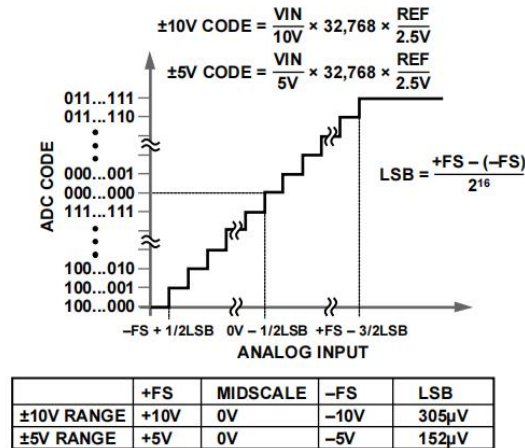 ±10V CODE = VIN/10V × 32,768 × REF/2.5V
±5V CODE = VIN/5V × 32,768 × REF/2.5V
011...111
011...110
000...001
000...000
111...111
100...010
100...001
100...000
ADC CODE
LSB = +FS – (–FS)/2¹⁶
–FS + 1/2LSB 0V – 1/2LSB +FS – 3/2LSB
ANALOG INPUT
+FS MIDSCALE –FS LSB
±10V RANGE +10V 0V –10V 305µV
±5V RANGE +5V 0V –5V 152µV